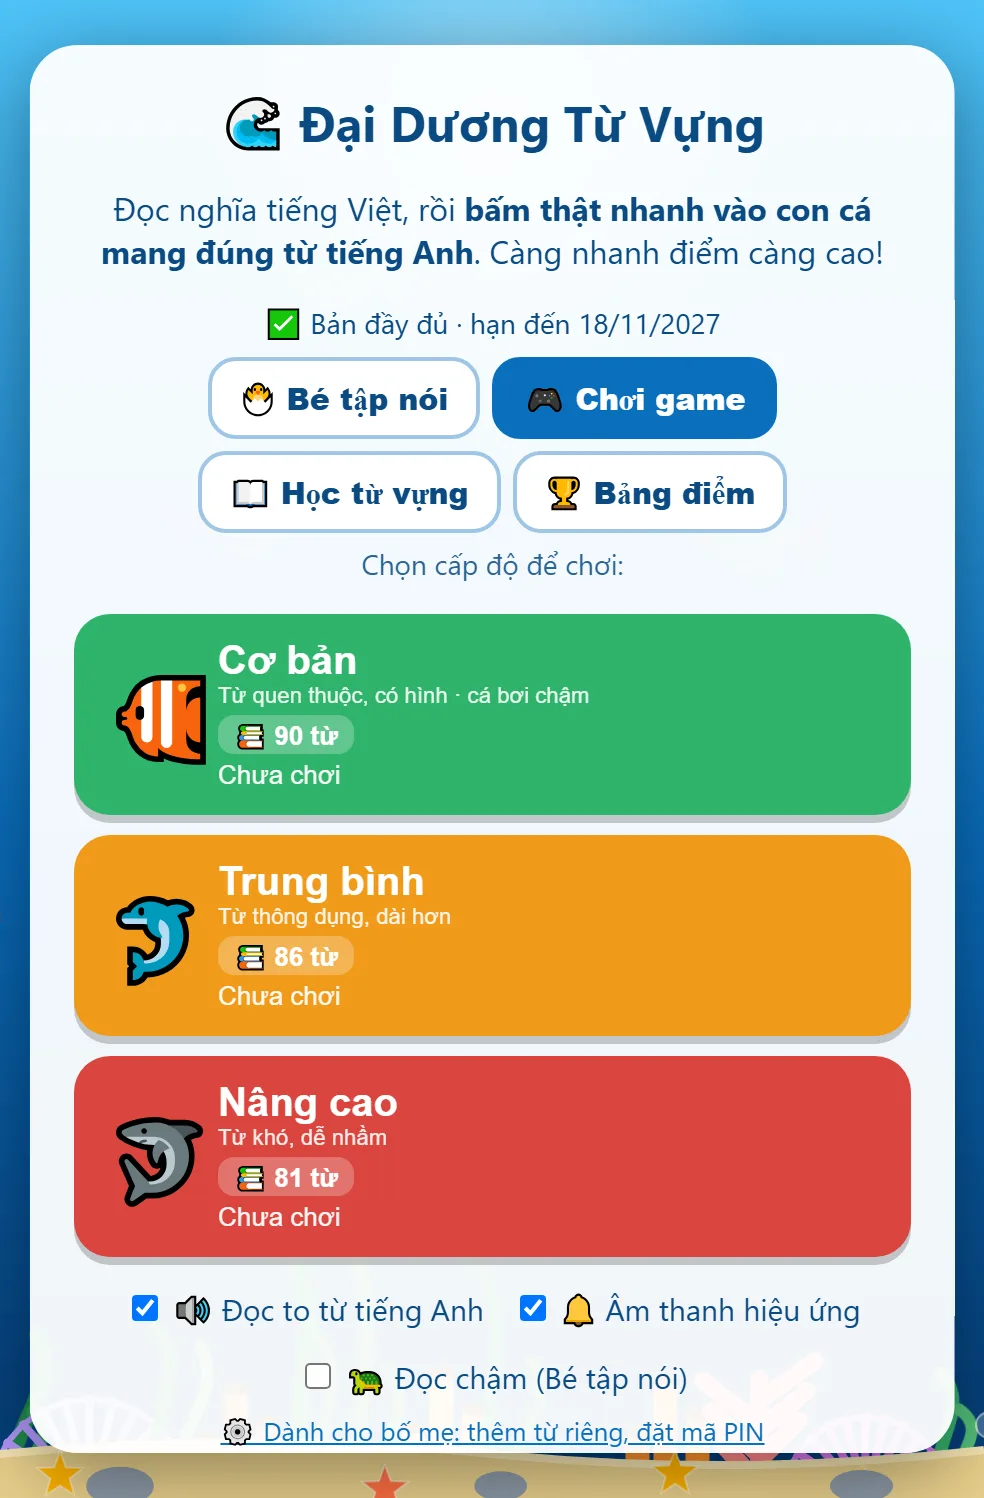 Đại Dương Từ Vựng
Đọc nghĩa tiếng Việt, rồi bấm thật nhanh vào con cá
mang đúng từ tiếng Anh. Càng nhanh điểm càng cao!
Bản đầy đủ · hạn đến 18/11/2027
Bé tập nói
Chơi game
Học từ vựng
Bảng điểm
Chọn cấp độ để chơi:
Cơ bản
Từ quen thuộc, có hình · cá bơi chậm
90 từ
Chưa chơi
Trung bình
Từ thông dụng, dài hơn
86 từ
Chưa chơi
Nâng cao
Từ khó, dễ nhầm
81 từ
Chưa chơi
Đọc to từ tiếng Anh
Âm thanh hiệu ứng
Đọc chậm (Bé tập nói)
Dành cho bố mẹ: thêm từ riêng, đặt mã PIN